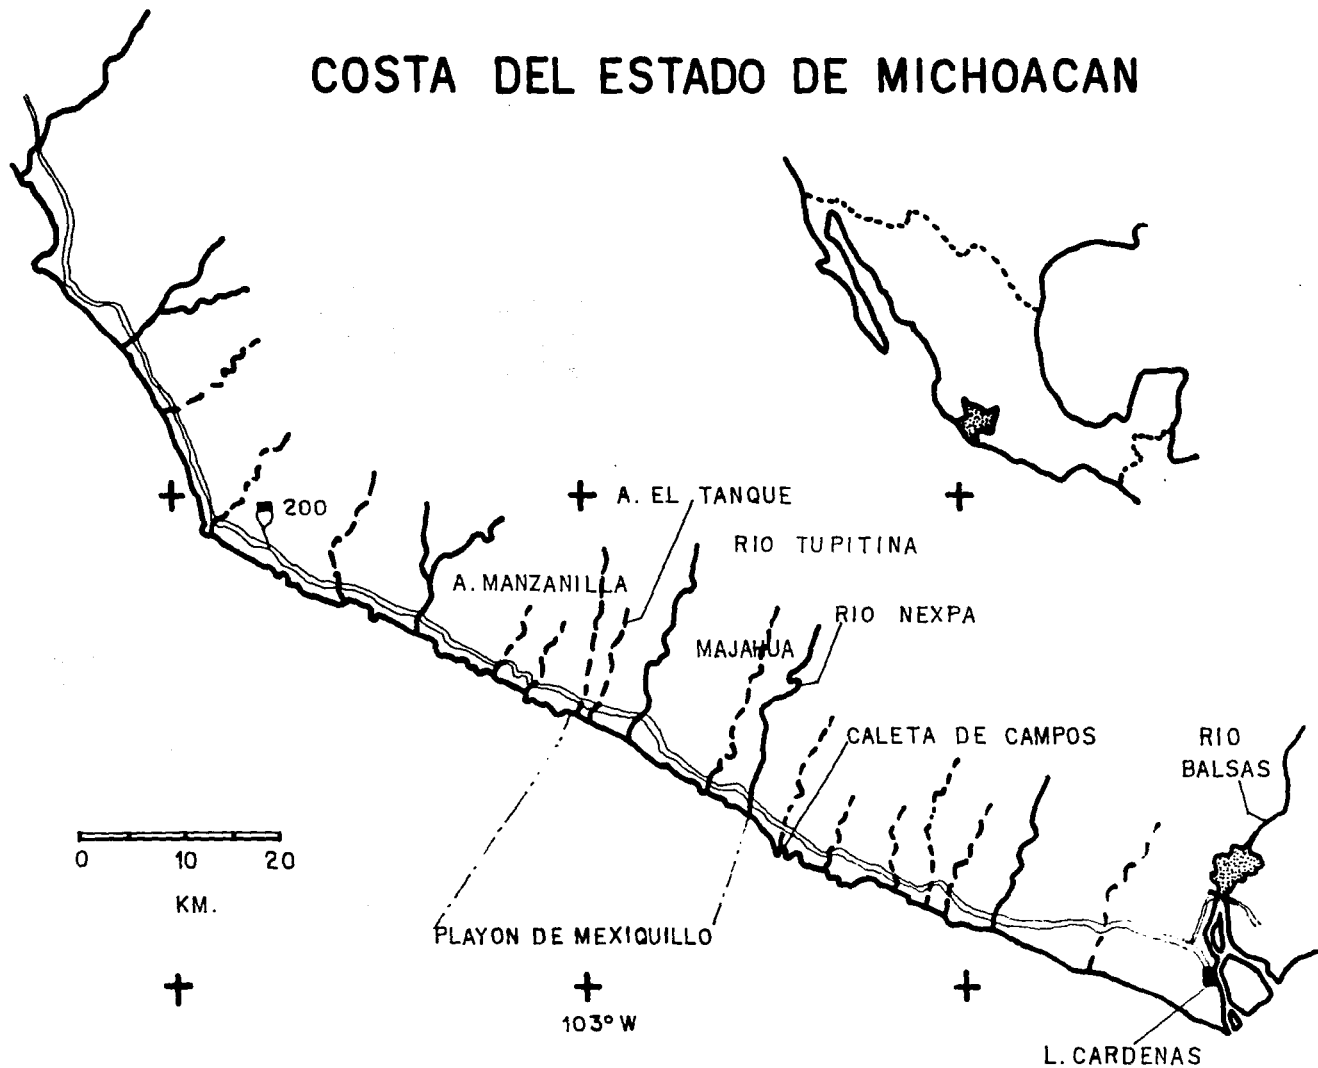 COSTA DEL ESTADO DE MICHOACAN
200
A. EL TANQUE
RIO TUPITINA
A. MANZANILLA
RIO NEXPA
MAJAHUA
CALETA DE CAMPOS
RIO
BALSAS
0 10 20
KM.
PLAYON DE MEXIQUILLO
103° W
L. CARDENAS